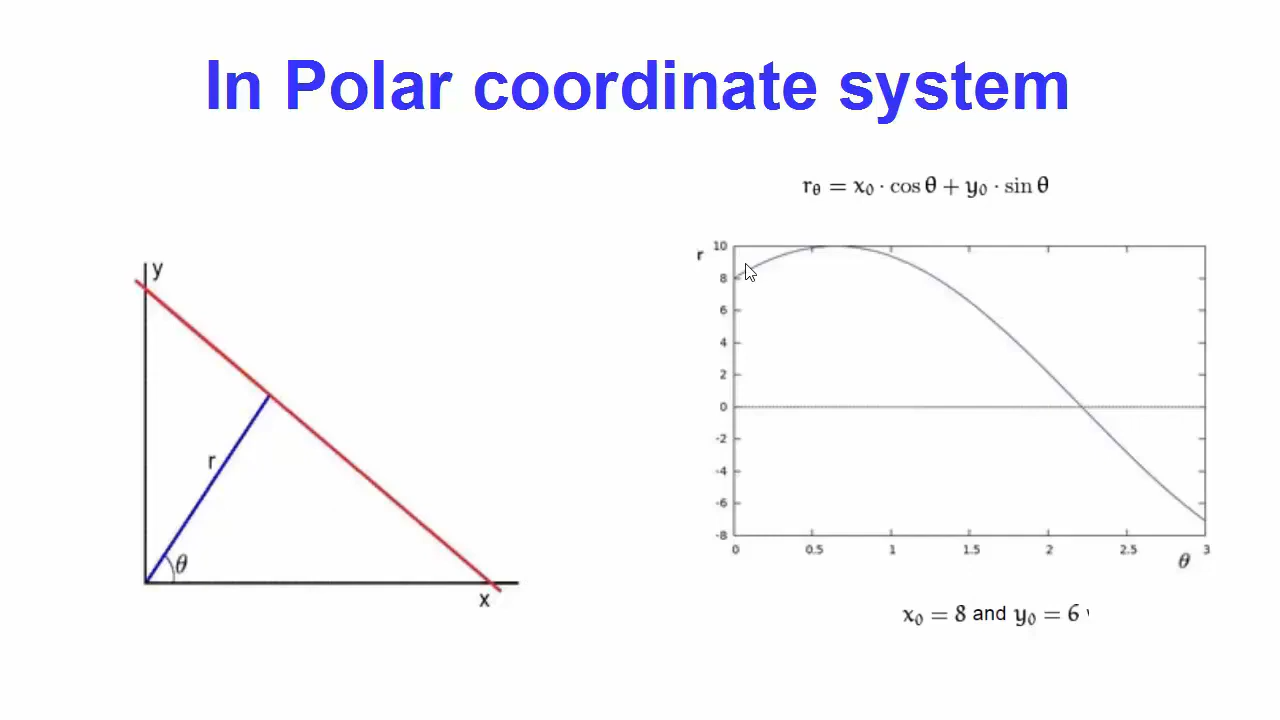 In Polar coordinate system
rθ = x₀ · cos θ + y₀ · sin θ
y
r
θ
x
r
10
8
6
4
2
0
-2
-4
-6
-8
0 0.5 1 1.5 2 2.5 3
θ
x₀ = 8 and y₀ = 6